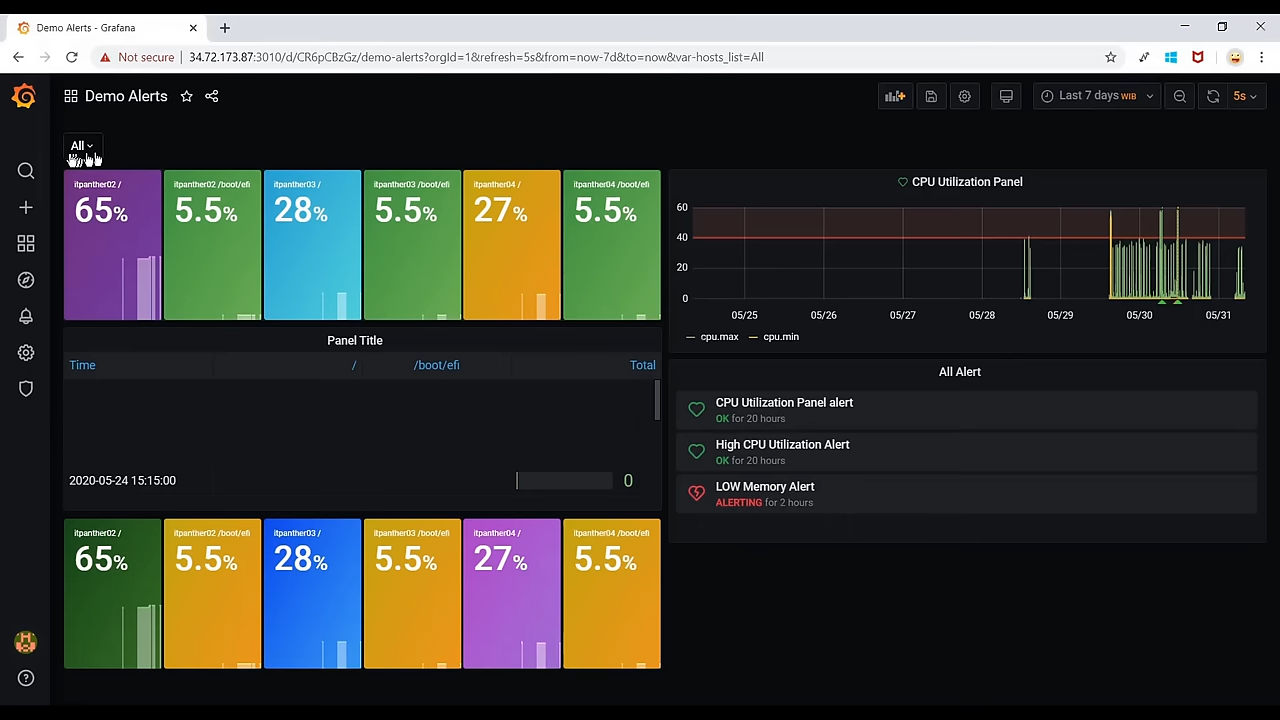 Demo Alerts - Grafana
Not secure
34.72.173.87:3010/d/CR6pCBzGz/demo-alerts?orgId=1&refresh=5s&from=now-7d&to=now&var-hosts_list=All
Demo Alerts
Last 7 days WIB
5s
All
itpanther02 /
65%
itpanther02 /boot/efi
5.5%
itpanther03 /
28%
itpanther03 /boot/efi
5.5%
itpanther04 /
27%
itpanther04 /boot/efi
5.5%
CPU Utilization Panel
60
40
20
0
05/25 05/26 05/27 05/28 05/29 05/30 05/31
cpu.max cpu.min
Panel Title
Time / /boot/efi Total
2020-05-24 15:15:00 0
All Alert
CPU Utilization Panel alert
OK for 20 hours
High CPU Utilization Alert
OK for 20 hours
LOW Memory Alert
ALERTING for 2 hours
itpanther02 /
65%
itpanther02 /boot/efi
5.5%
itpanther03 /
28%
itpanther03 /boot/efi
5.5%
itpanther04 /
27%
itpanther04 /boot/efi
5.5%